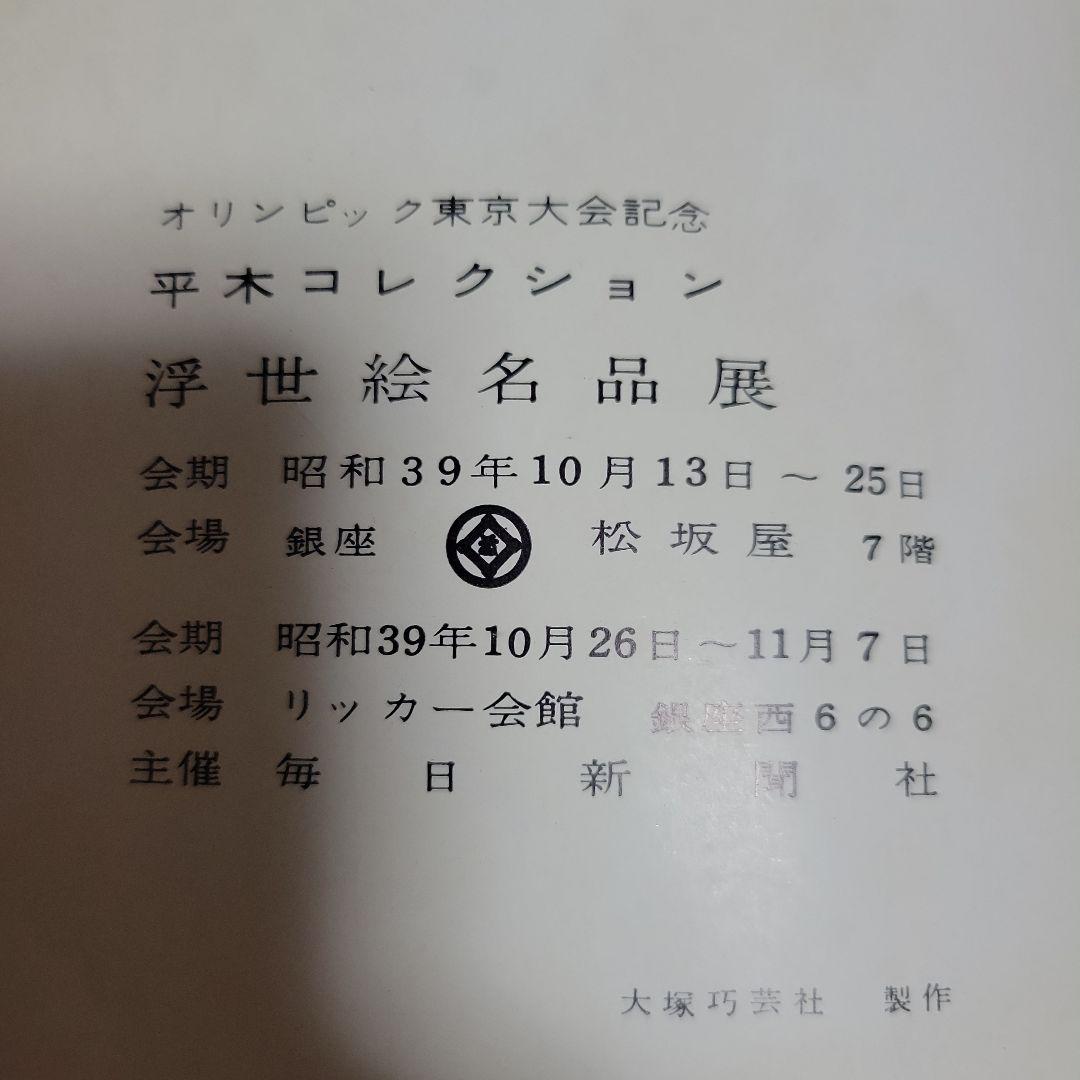 オリンピック東京大会記念
平木コレクション
浮世絵名品展
会期 昭和39年10月13日～25日
会場 銀座 松坂屋 7階
会期 昭和39年10月26日～11月7日
会場 リッカー会館 銀座西6の6
主催 毎日新聞社
大塚巧芸社 製作